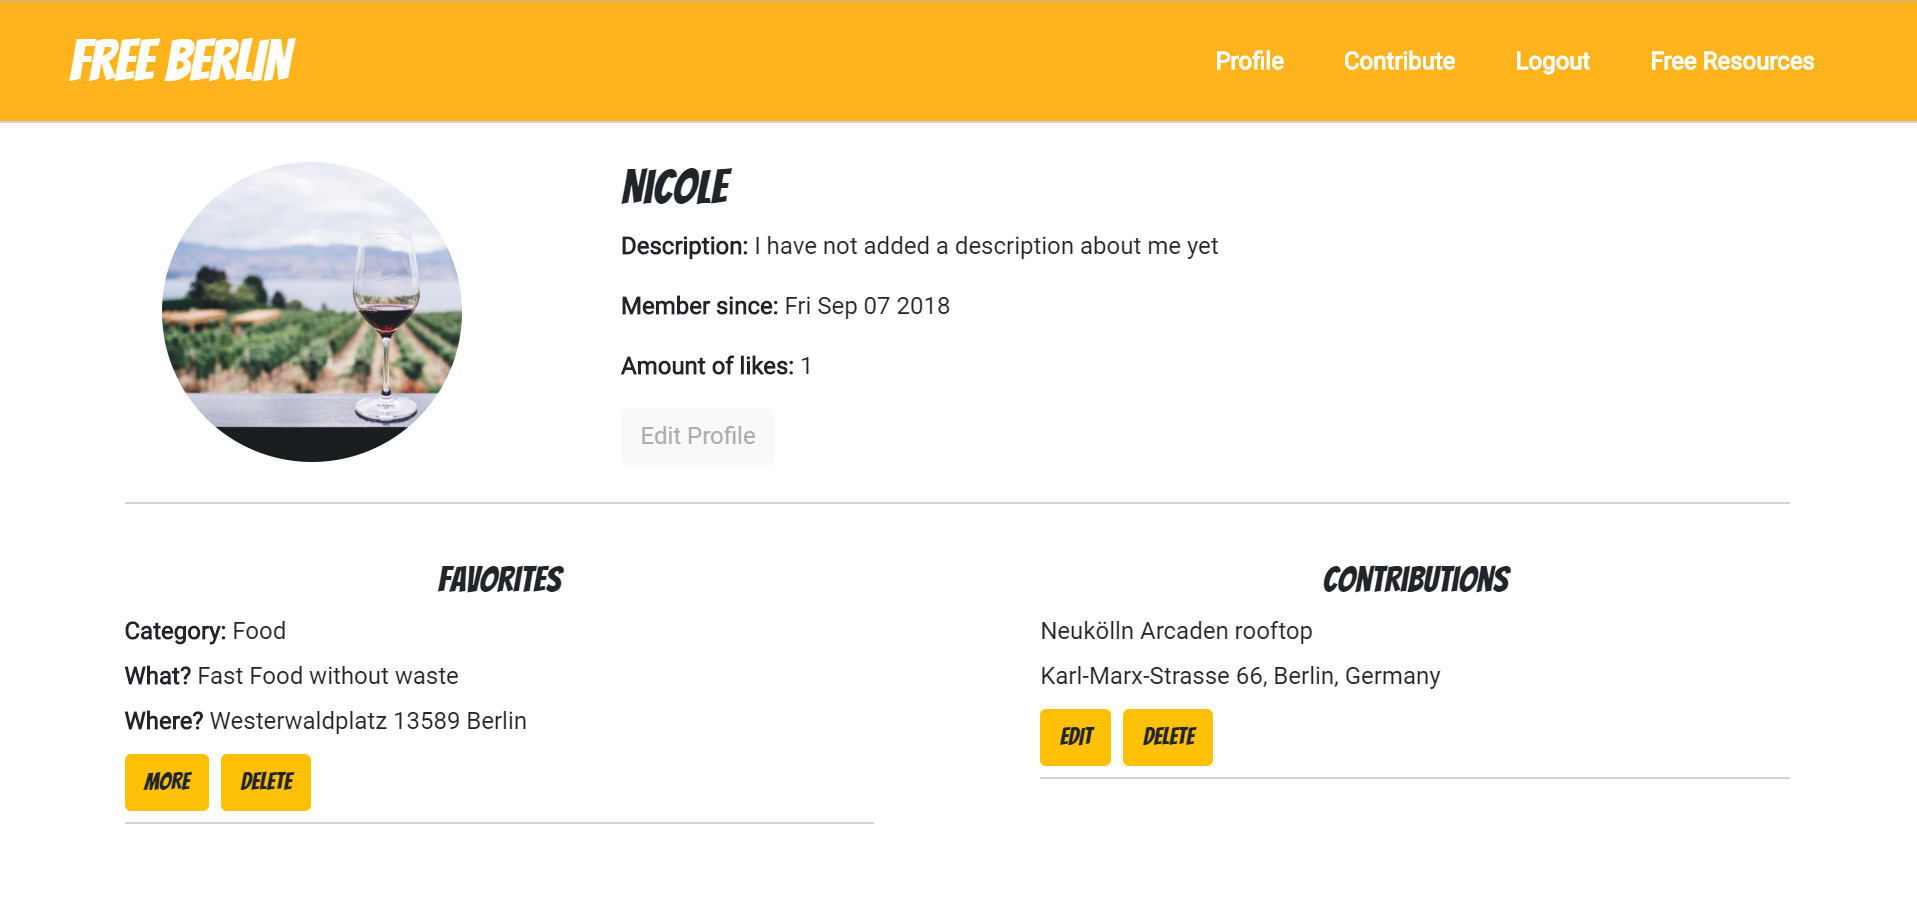 FREE BERLIN
Profile Contribute Logout Free Resources
NICOLE
Description: I have not added a description about me yet
Member since: Fri Sep 07 2018
Amount of likes: 1
Edit Profile
FAVORITES
Category: Food
What? Fast Food without waste
Where? Westerwaldplatz 13589 Berlin
MORE DELETE
CONTRIBUTIONS
Neukölln Arcaden rooftop
Karl-Marx-Strasse 66, Berlin, Germany
EDIT DELETE